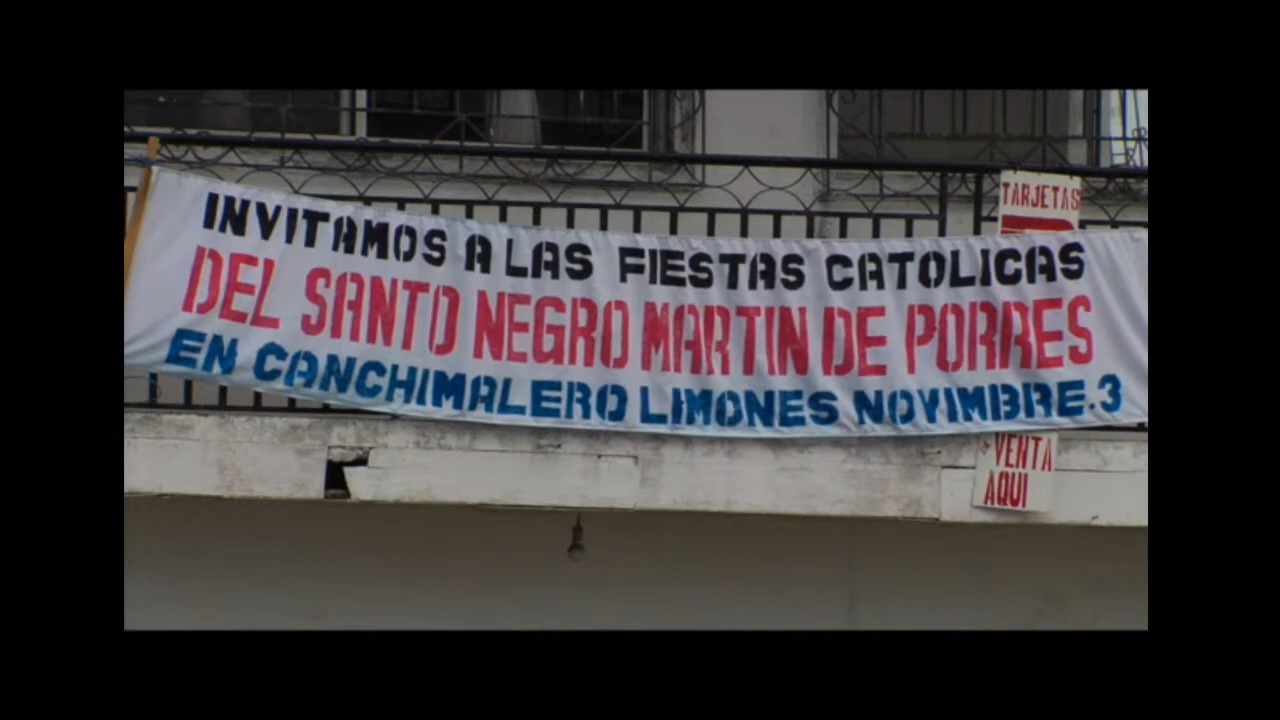 TARJETAS
INVITAMOS A LAS FIESTAS CATOLICAS
DEL SANTO NEGRO MARTIN DE PORRES
EN CANCHIMALERO LIMONES NOVIMBRE.3
VENTA
AQUI